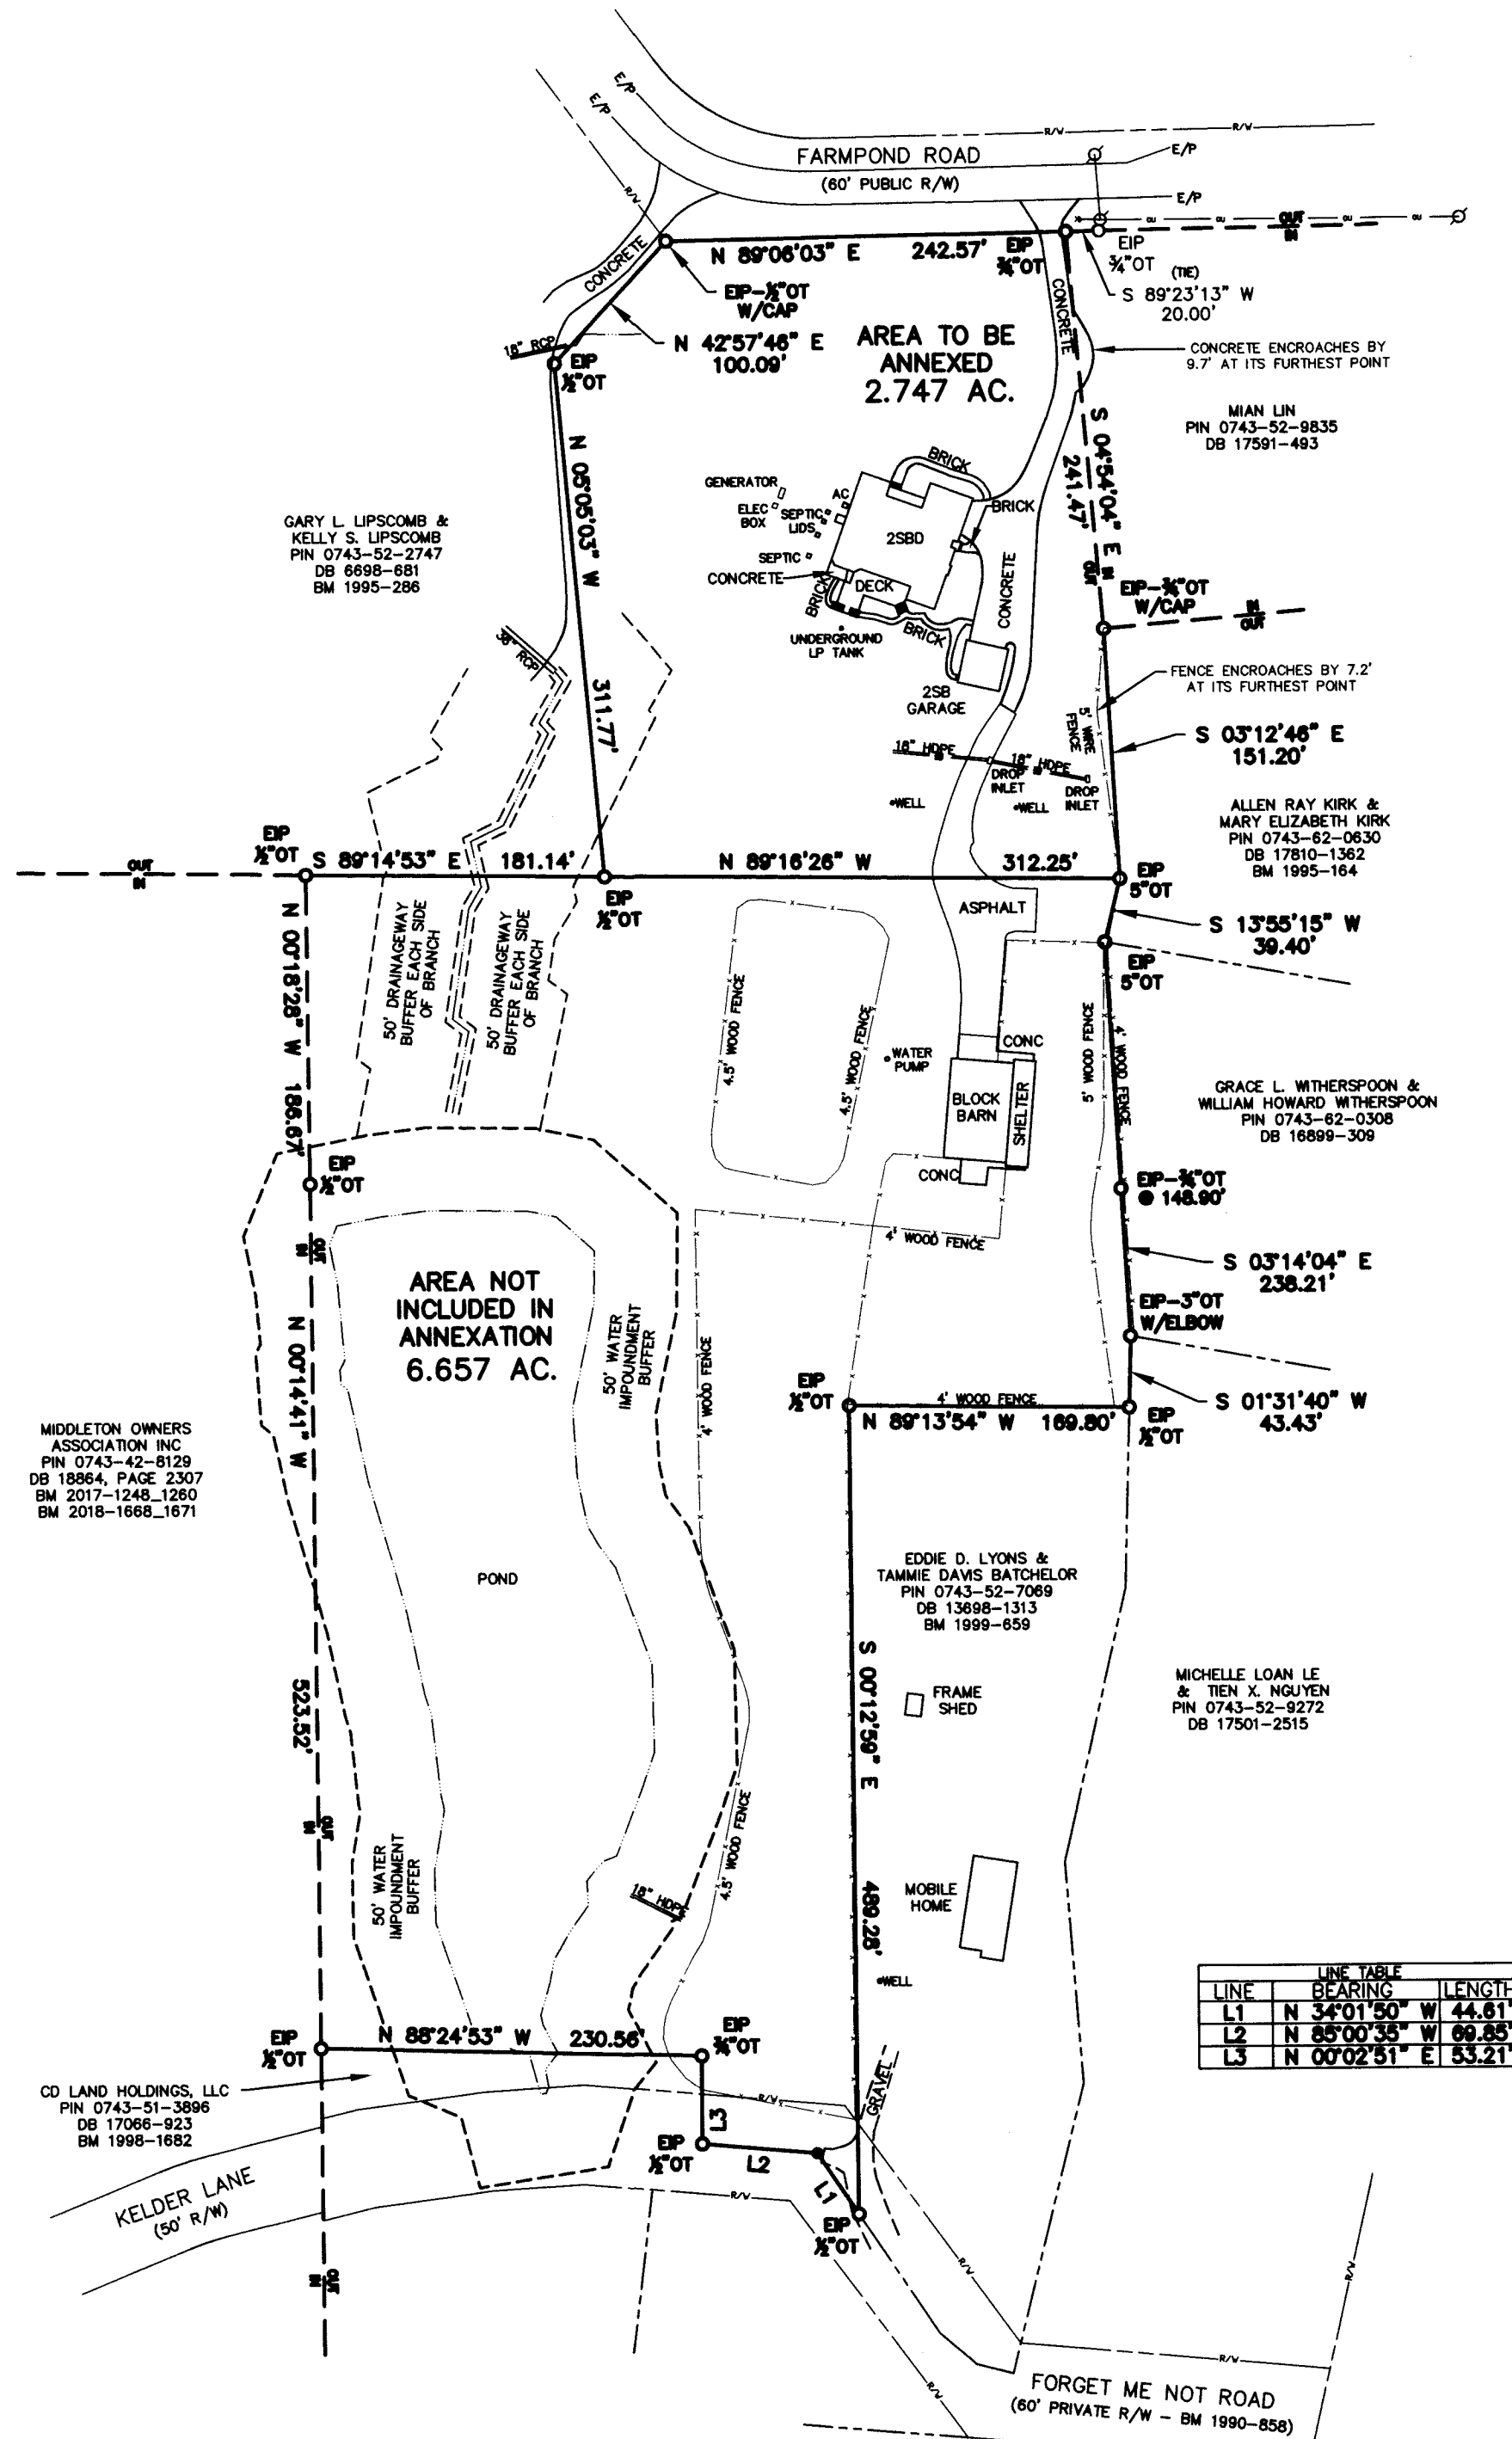 E/P
E/P
R/W
R/W
R/W
FARMPOND ROAD
E/P
(60' PUBLIC R/W)
E/P
OU
OU
OUT
IN
OU
OU
N 89°06'03" E 242.57'
EIP
¾"OT
EIP
¾"OT
(TIE)
S 89°23'13" W
20.00'
CONCRETE
EIP-½"OT
W/CAP
18" RCP
N 42°57'46" E
100.09'
EIP
½"OT
AREA TO BE
ANNEXED
2.747 AC.
CONCRETE
CONCRETE ENCROACHES BY
9.7' AT ITS FURTHEST POINT
MIAN LIN
PIN 0743-52-9835
DB 17591-493
S 04°54'04" E
241.47'
IN
OUT
N 05°05'03" W
311.77'
GARY L. LIPSCOMB &
KELLY S. LIPSCOMB
PIN 0743-52-2747
DB 6698-681
BM 1995-286
BRICK
GENERATOR
AC
ELEC
BOX
SEPTIC
LIDS
BRICK
2SBD
SEPTIC
CONCRETE
DECK
BRICK
BRICK
CONCRETE
UNDERGROUND
LP TANK
EIP-¾"OT
W/CAP
IN
OUT
36" RCP
2SB
GARAGE
FENCE ENCROACHES BY 7.2'
AT ITS FURTHEST POINT
5' WIRE
FENCE
S 03°12'46" E
151.20'
18" HDPE
18" HDPE
DROP
INLET
DROP
INLET
WELL
WELL
ALLEN RAY KIRK &
MARY ELIZABETH KIRK
PIN 0743-62-0630
DB 17810-1362
BM 1995-164
EIP
½"OT
OUT
IN
S 89°14'53" E 181.14'
N 89°16'26" W 312.25'
EIP
½"OT
EIP
5"OT
ASPHALT
S 13°55'15" W
39.40'
EIP
5"OT
N 00°18'28" W 186.67'
50' DRAINAGEWAY
BUFFER EACH SIDE
OF BRANCH
50' DRAINAGEWAY
BUFFER EACH SIDE
OF BRANCH
4.5' WOOD FENCE
4.5' WOOD FENCE
WATER
PUMP
CONC
BLOCK
BARN
SHELTER
CONC
5' WOOD FENCE
4' WOOD FENCE
GRACE L. WITHERSPOON &
WILLIAM HOWARD WITHERSPOON
PIN 0743-62-0308
DB 16899-309
EIP
½"OT
EIP-¾"OT
@ 148.90'
OUT
IN
4' WOOD FENCE
S 03°14'04" E
238.21'
AREA NOT
INCLUDED IN
ANNEXATION
6.657 AC.
50' WATER
IMPOUNDMENT
BUFFER
4' WOOD FENCE
EIP-3"OT
W/ELBOW
N 00°14'41" W
523.52'
EIP
½"OT
4' WOOD FENCE
N 89°13'54" W 169.80'
EIP
½"OT
S 01°31'40" W
43.43'
MIDDLETON OWNERS
ASSOCIATION INC
PIN 0743-42-8129
DB 18864, PAGE 2307
BM 2017-1248_1260
BM 2018-1668_1671
POND
EDDIE D. LYONS &
TAMMIE DAVIS BATCHELOR
PIN 0743-52-7069
DB 13698-1313
BM 1999-659
S 00°12'59" E
489.28'
FRAME
SHED
MICHELLE LOAN LE
& TIEN X. NGUYEN
PIN 0743-52-9272
DB 17501-2515
OUT
IN
50' WATER
IMPOUNDMENT
BUFFER
4.5' WOOD FENCE
18" HDPE
MOBILE
HOME
WELL
LINE TABLE
LINE BEARING LENGTH
L1 N 34°01'50" W 44.61'
L2 N 85°00'35" W 69.85'
L3 N 00°02'51" E 53.21'
EIP
½"OT
N 88°24'53" W 230.56'
EIP
¾"OT
GRAVEL
CD LAND HOLDINGS, LLC
PIN 0743-51-3896
DB 17066-923
BM 1998-1682
R/W
L3
EIP
½"OT
L2
L1
EIP
½"OT
KELDER LANE
(50' R/W)
R/W
OUT
IN
R/W
R/W
R/W
R/W
FORGET ME NOT ROAD
(60' PRIVATE R/W - BM 1990-858)